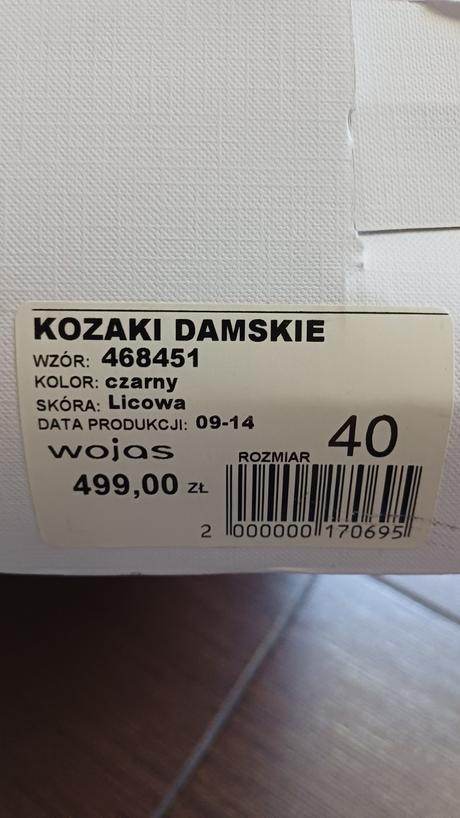 KOZAKI DAMSKIE
WZÓR: 468451
KOLOR: czarny
SKÓRA: Licowa
DATA PRODUKCJI: 09-14
wojas
ROZMIAR 40
499,00 ZŁ
2 000000 170695